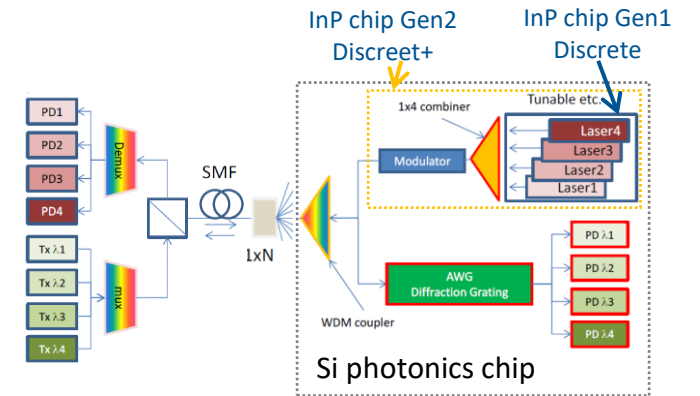 InP chip Gen2
Discreet+
InP chip Gen1
Discrete
Tunable etc.
1x4 combiner
Laser4
Laser3
Laser2
Laser1
Modulator
PD1
PD2
PD3
PD4
Demux
SMF
1xN
Tx λ1
Tx λ2
Tx λ3
Tx λ4
mux
WDM coupler
AWG
Diffraction Grating
PD λ1
PD λ2
PD λ3
PD λ4
Si photonics chip